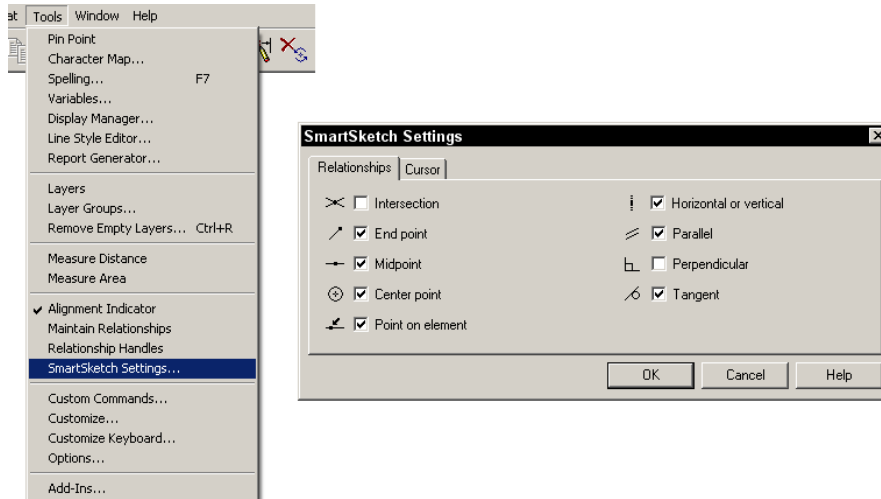 at Tools Window Help
Pin Point
Character Map...
Spelling... F7
Variables...
Display Manager...
Line Style Editor...
Report Generator...
Layers
Layer Groups...
Remove Empty Layers... Ctrl+R
Measure Distance
Measure Area
Alignment Indicator
Maintain Relationships
Relationship Handles
SmartSketch Settings...
Custom Commands...
Customize...
Customize Keyboard...
Options...
Add-Ins...
SmartSketch Settings
Relationships Cursor
Intersection Horizontal or vertical
End point Parallel
Midpoint Perpendicular
Center point Tangent
Point on element
OK Cancel Help